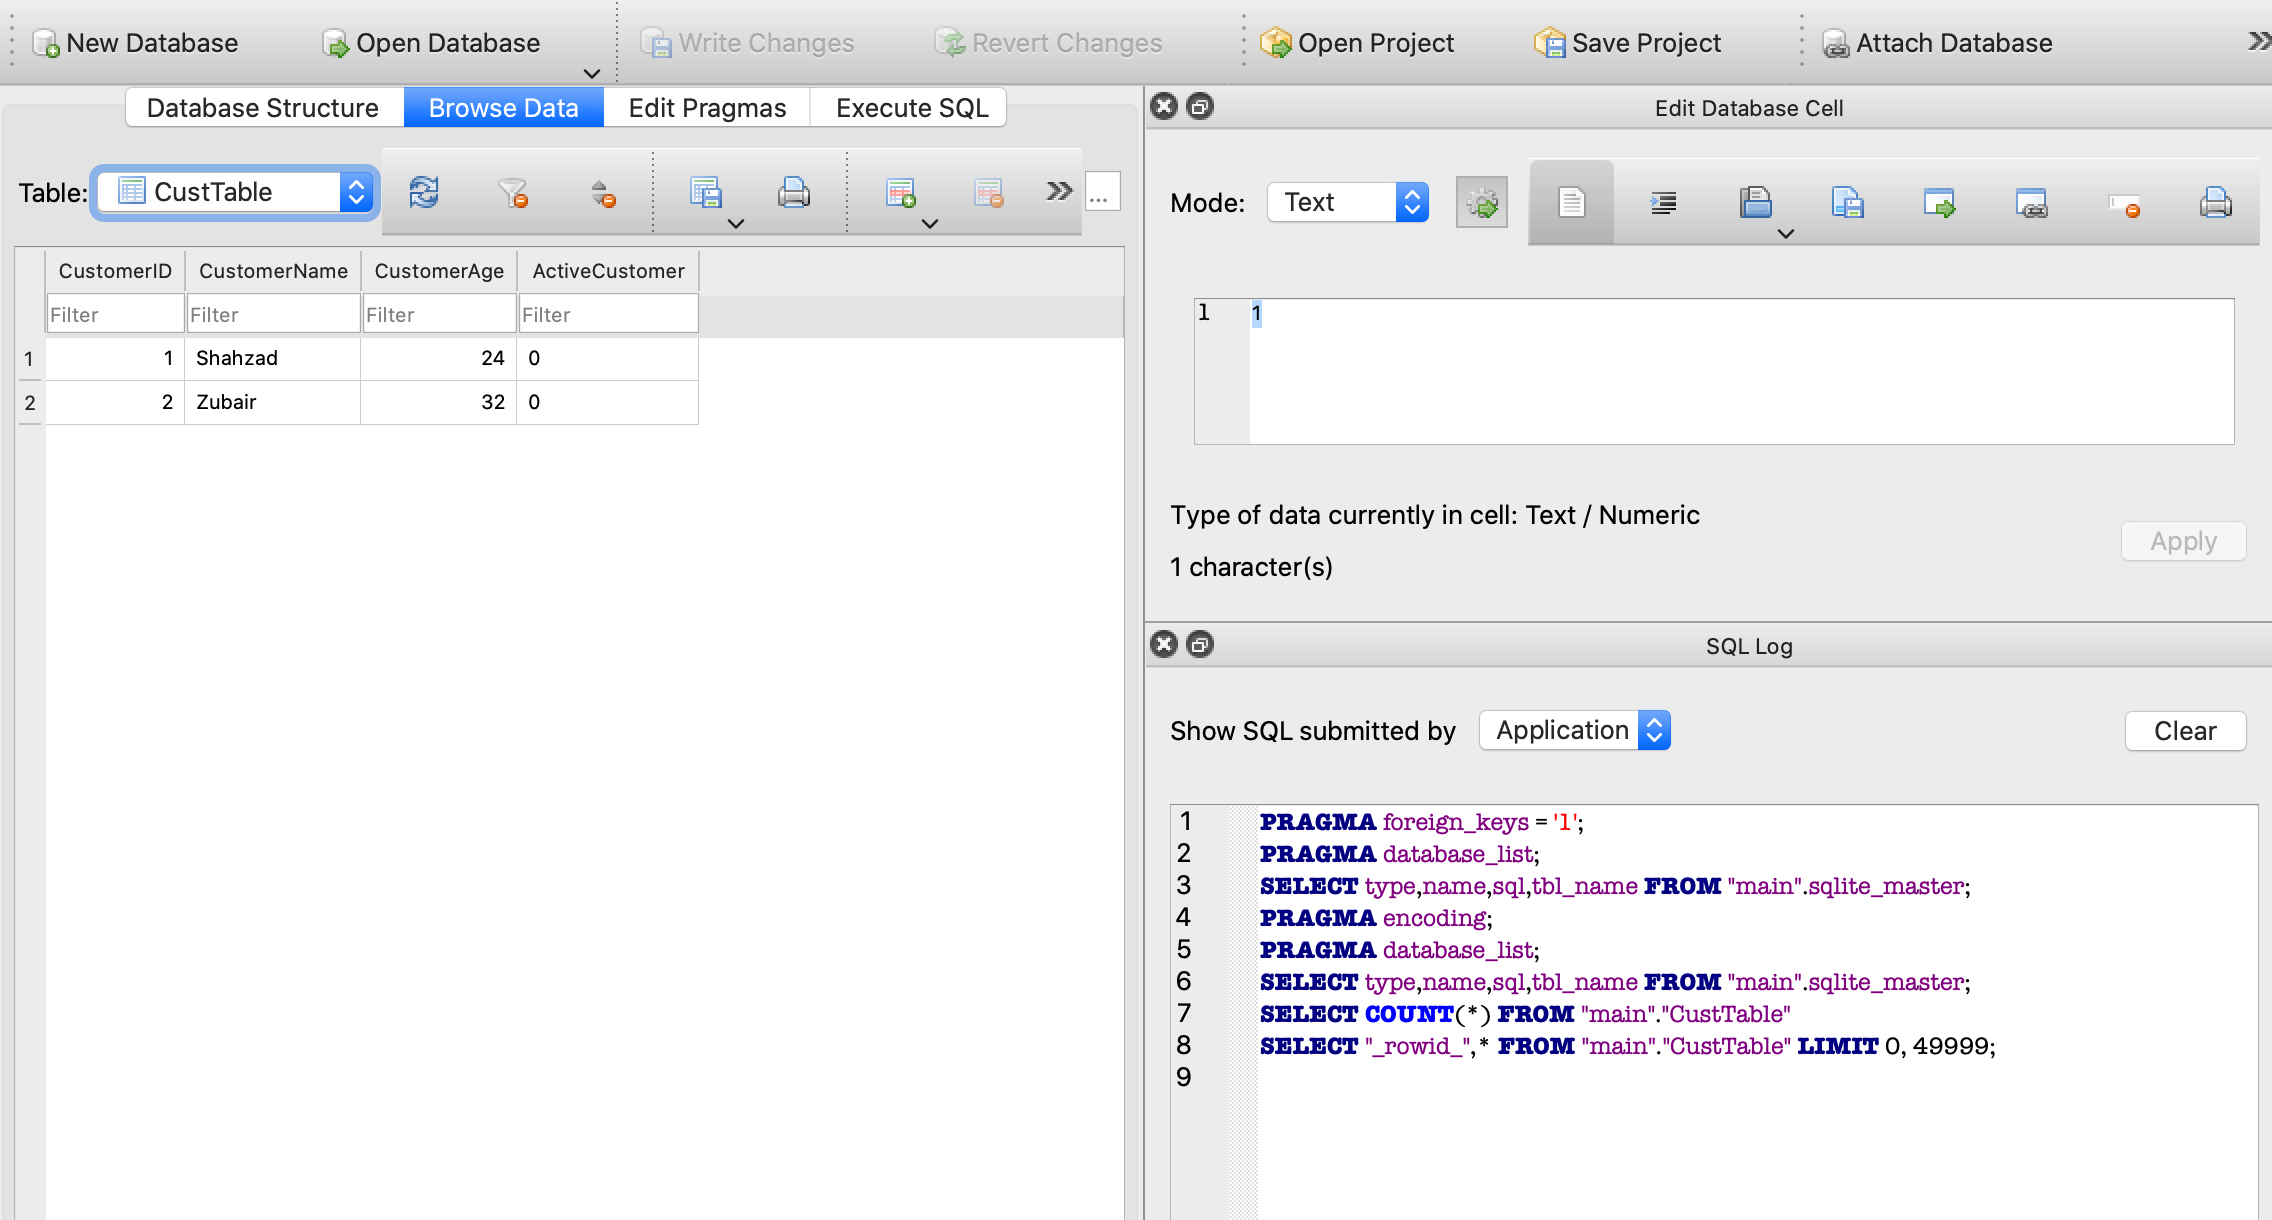 New Database Open Database Write Changes Revert Changes Open Project Save Project Attach Database
Database Structure Browse Data Edit Pragmas Execute SQL
Table: CustTable ...
CustomerID CustomerName CustomerAge ActiveCustomer
Filter Filter Filter Filter
1 1 Shahzad 24 0
2 2 Zubair 32 0
Edit Database Cell
Mode: Text
1 1
Type of data currently in cell: Text / Numeric
1 character(s)
Apply
SQL Log
Show SQL submitted by Application Clear
1 PRAGMA foreign_keys = '1';
2 PRAGMA database_list;
3 SELECT type,name,sql,tbl_name FROM "main".sqlite_master;
4 PRAGMA encoding;
5 PRAGMA database_list;
6 SELECT type,name,sql,tbl_name FROM "main".sqlite_master;
7 SELECT COUNT(*) FROM "main"."CustTable"
8 SELECT "_rowid_",* FROM "main"."CustTable" LIMIT 0, 49999;
9